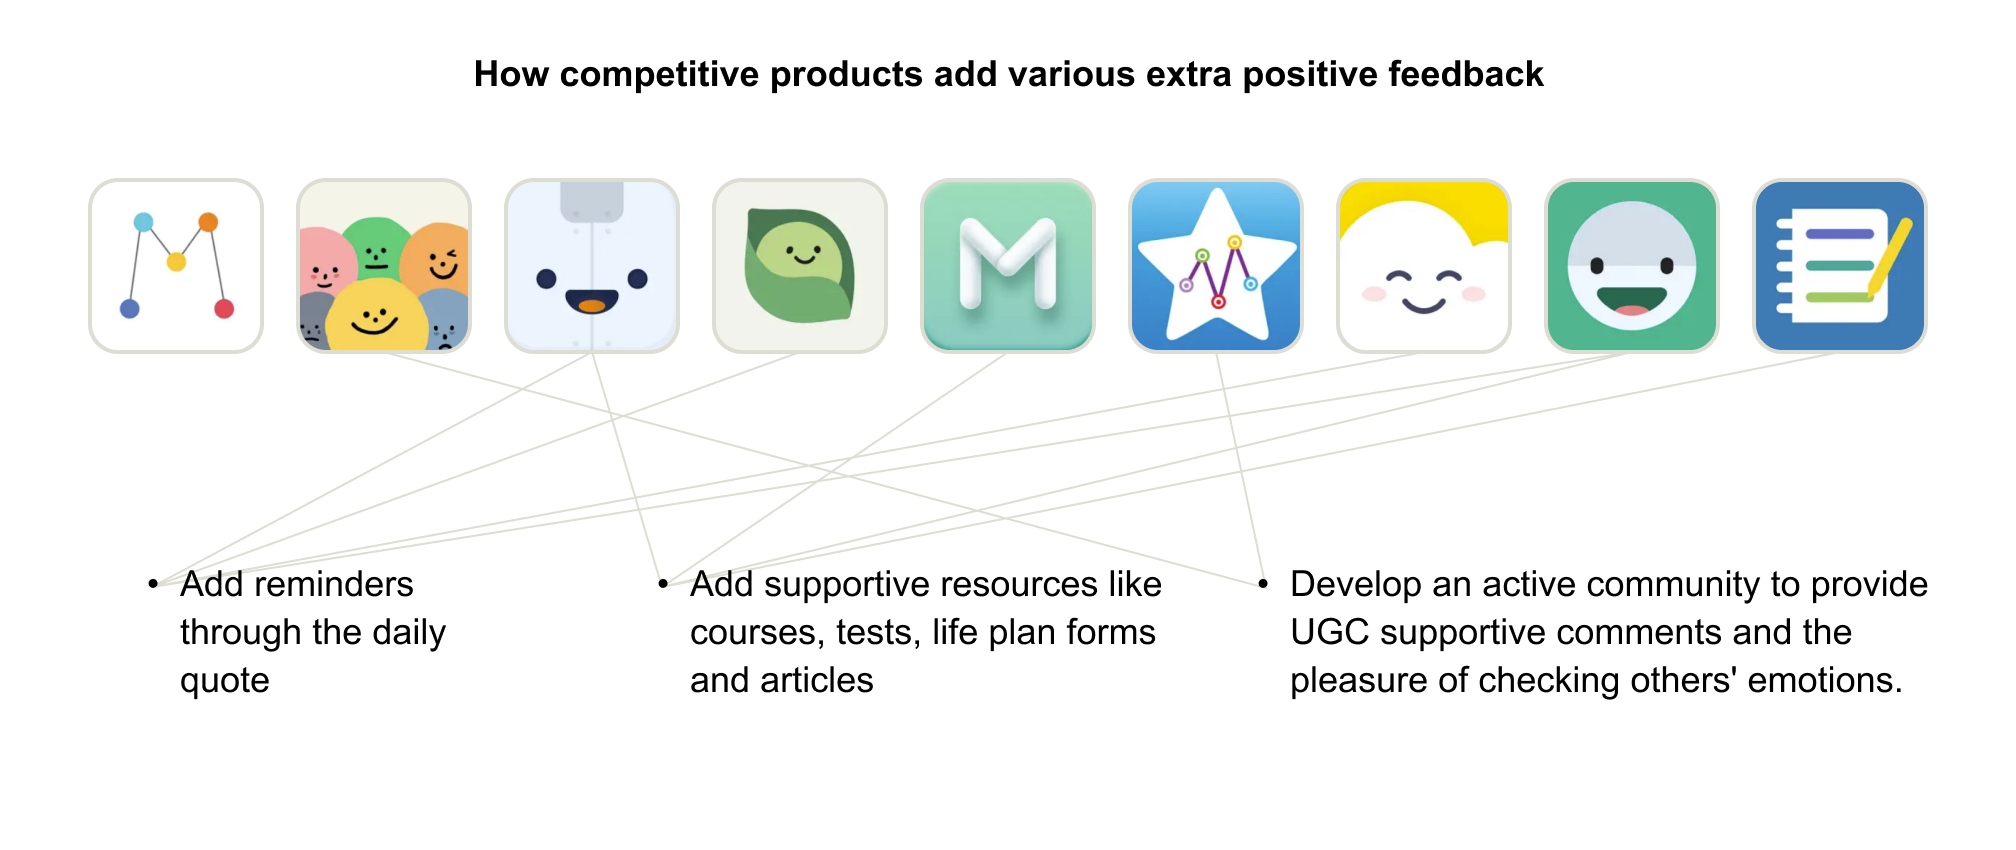 How competitive products add various extra positive feedback
• Add reminders
through the daily
quote
• Add supportive resources like
courses, tests, life plan forms
and articles
• Develop an active community to provide
UGC supportive comments and the
pleasure of checking others' emotions.